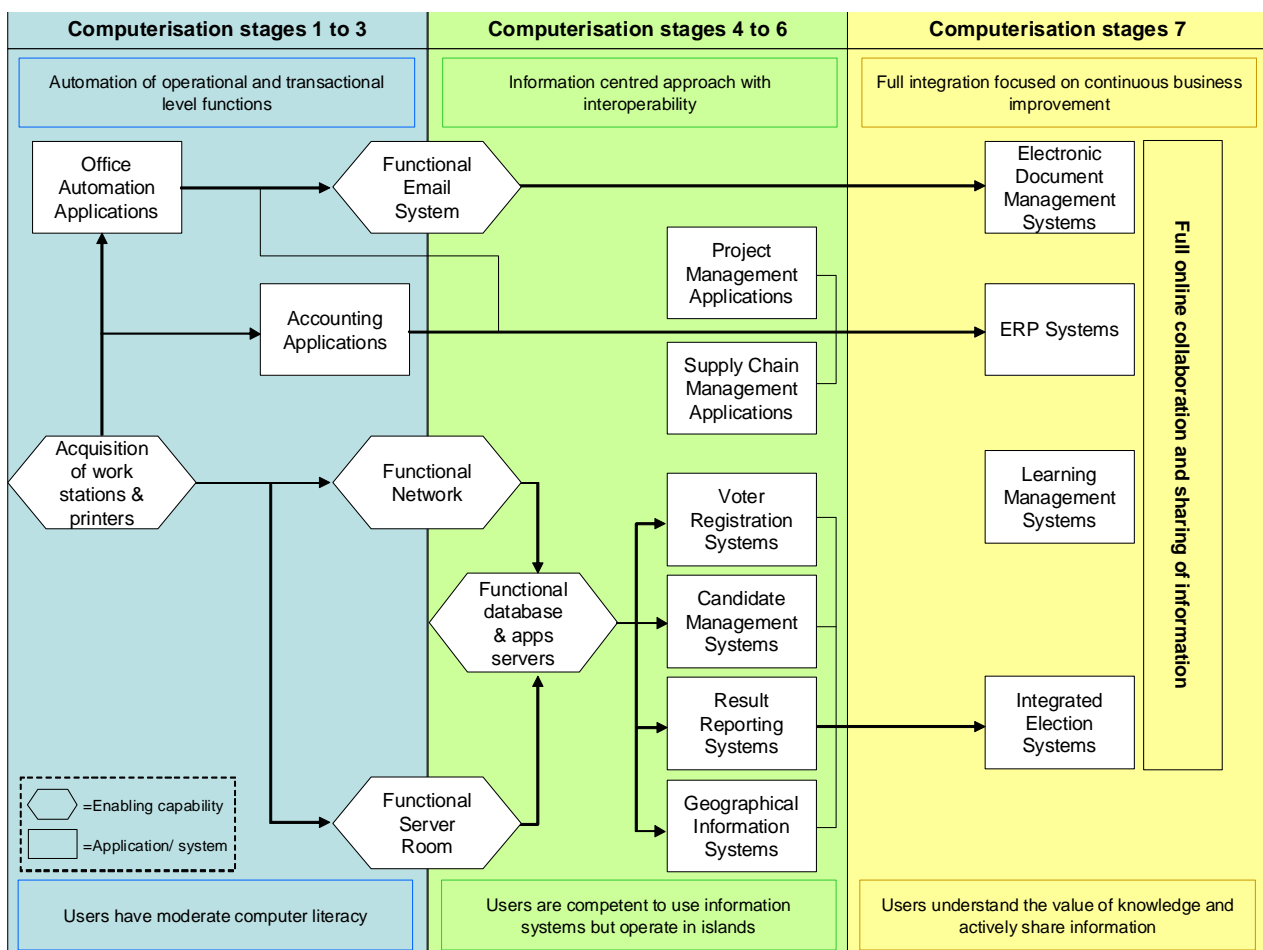 Computerisation stages 1 to 3
Computerisation stages 4 to 6
Computerisation stages 7
Automation of operational and transactional
level functions
Information centred approach with
interoperability
Full integration focused on continuous business
improvement
Office
Automation
Applications
Functional
Email
System
Electronic
Document
Management
Systems
Project
Management
Applications
Accounting
Applications
ERP Systems
Supply Chain
Management
Applications
Acquisition
of work
stations &
printers
Functional
Network
Voter
Registration
Systems
Learning
Management
Systems
Functional
database
& apps
servers
Candidate
Management
Systems
Result
Reporting
Systems
Integrated
Election
Systems
Functional
Server
Room
Geographical
Information
Systems
Full online collaboration and sharing of information
=Enabling capability
=Application/ system
Users have moderate computer literacy
Users are competent to use information
systems but operate in islands
Users understand the value of knowledge and
actively share information